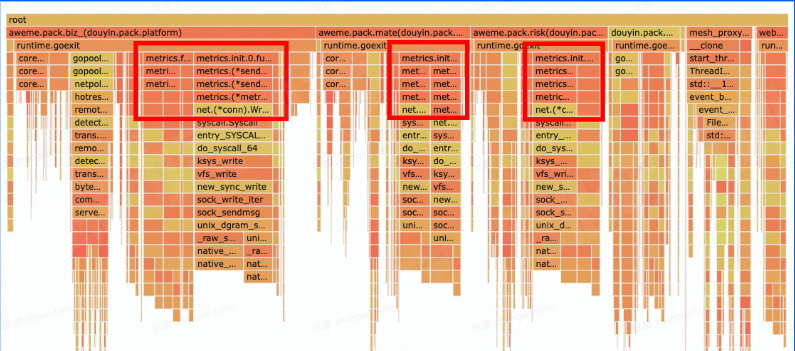 root
aweme.pack.biz_(douyin.pack.platform) aweme.pack.mate(douyin.pack... aweme.pack.risk(douyin.pac... douyin.pack.... mesh_proxy... web...
runtime.goexit runtime.goexit runtime.goexit runtime.goe... __clone run...
core... gopool... metrics.f... metrics.init.0.fu... cor... metrics.init... metrics.init.... go... start_thr...
core... gopool... metri... metrics.(*send... cor... met... met... metrics... go... ThreadI...
core... netpol... metri... metrics.(*send... cor... met... met... metrics... std::__1...
hotres... metrics.(*metr... met... met... metric... event_b...
remot... net.(*conn).Wr... net.... met... net.(*c... event_...
detect... syscall.Syscall sys... net.... syscall... File...
trans... entry_SYSCAL... entr... sys... entry_... std:...
remo... do_syscall_64 do_... entr... do_sys...
detec... ksys_write ksy... do_... ksys_...
trans... vfs_write vfs... ksy... vfs_w...
byte... new_sync_write new... vfs... new_s...
com... sock_write_iter soc... new... sock_...
serve... sock_sendmsg soc... soc... sock_s...
unix_dgram_s... uni... soc... unix_d...
_raw_s... uni... uni... _ra...
native_... _ra... nat...
native_... nat... nat...
nat...